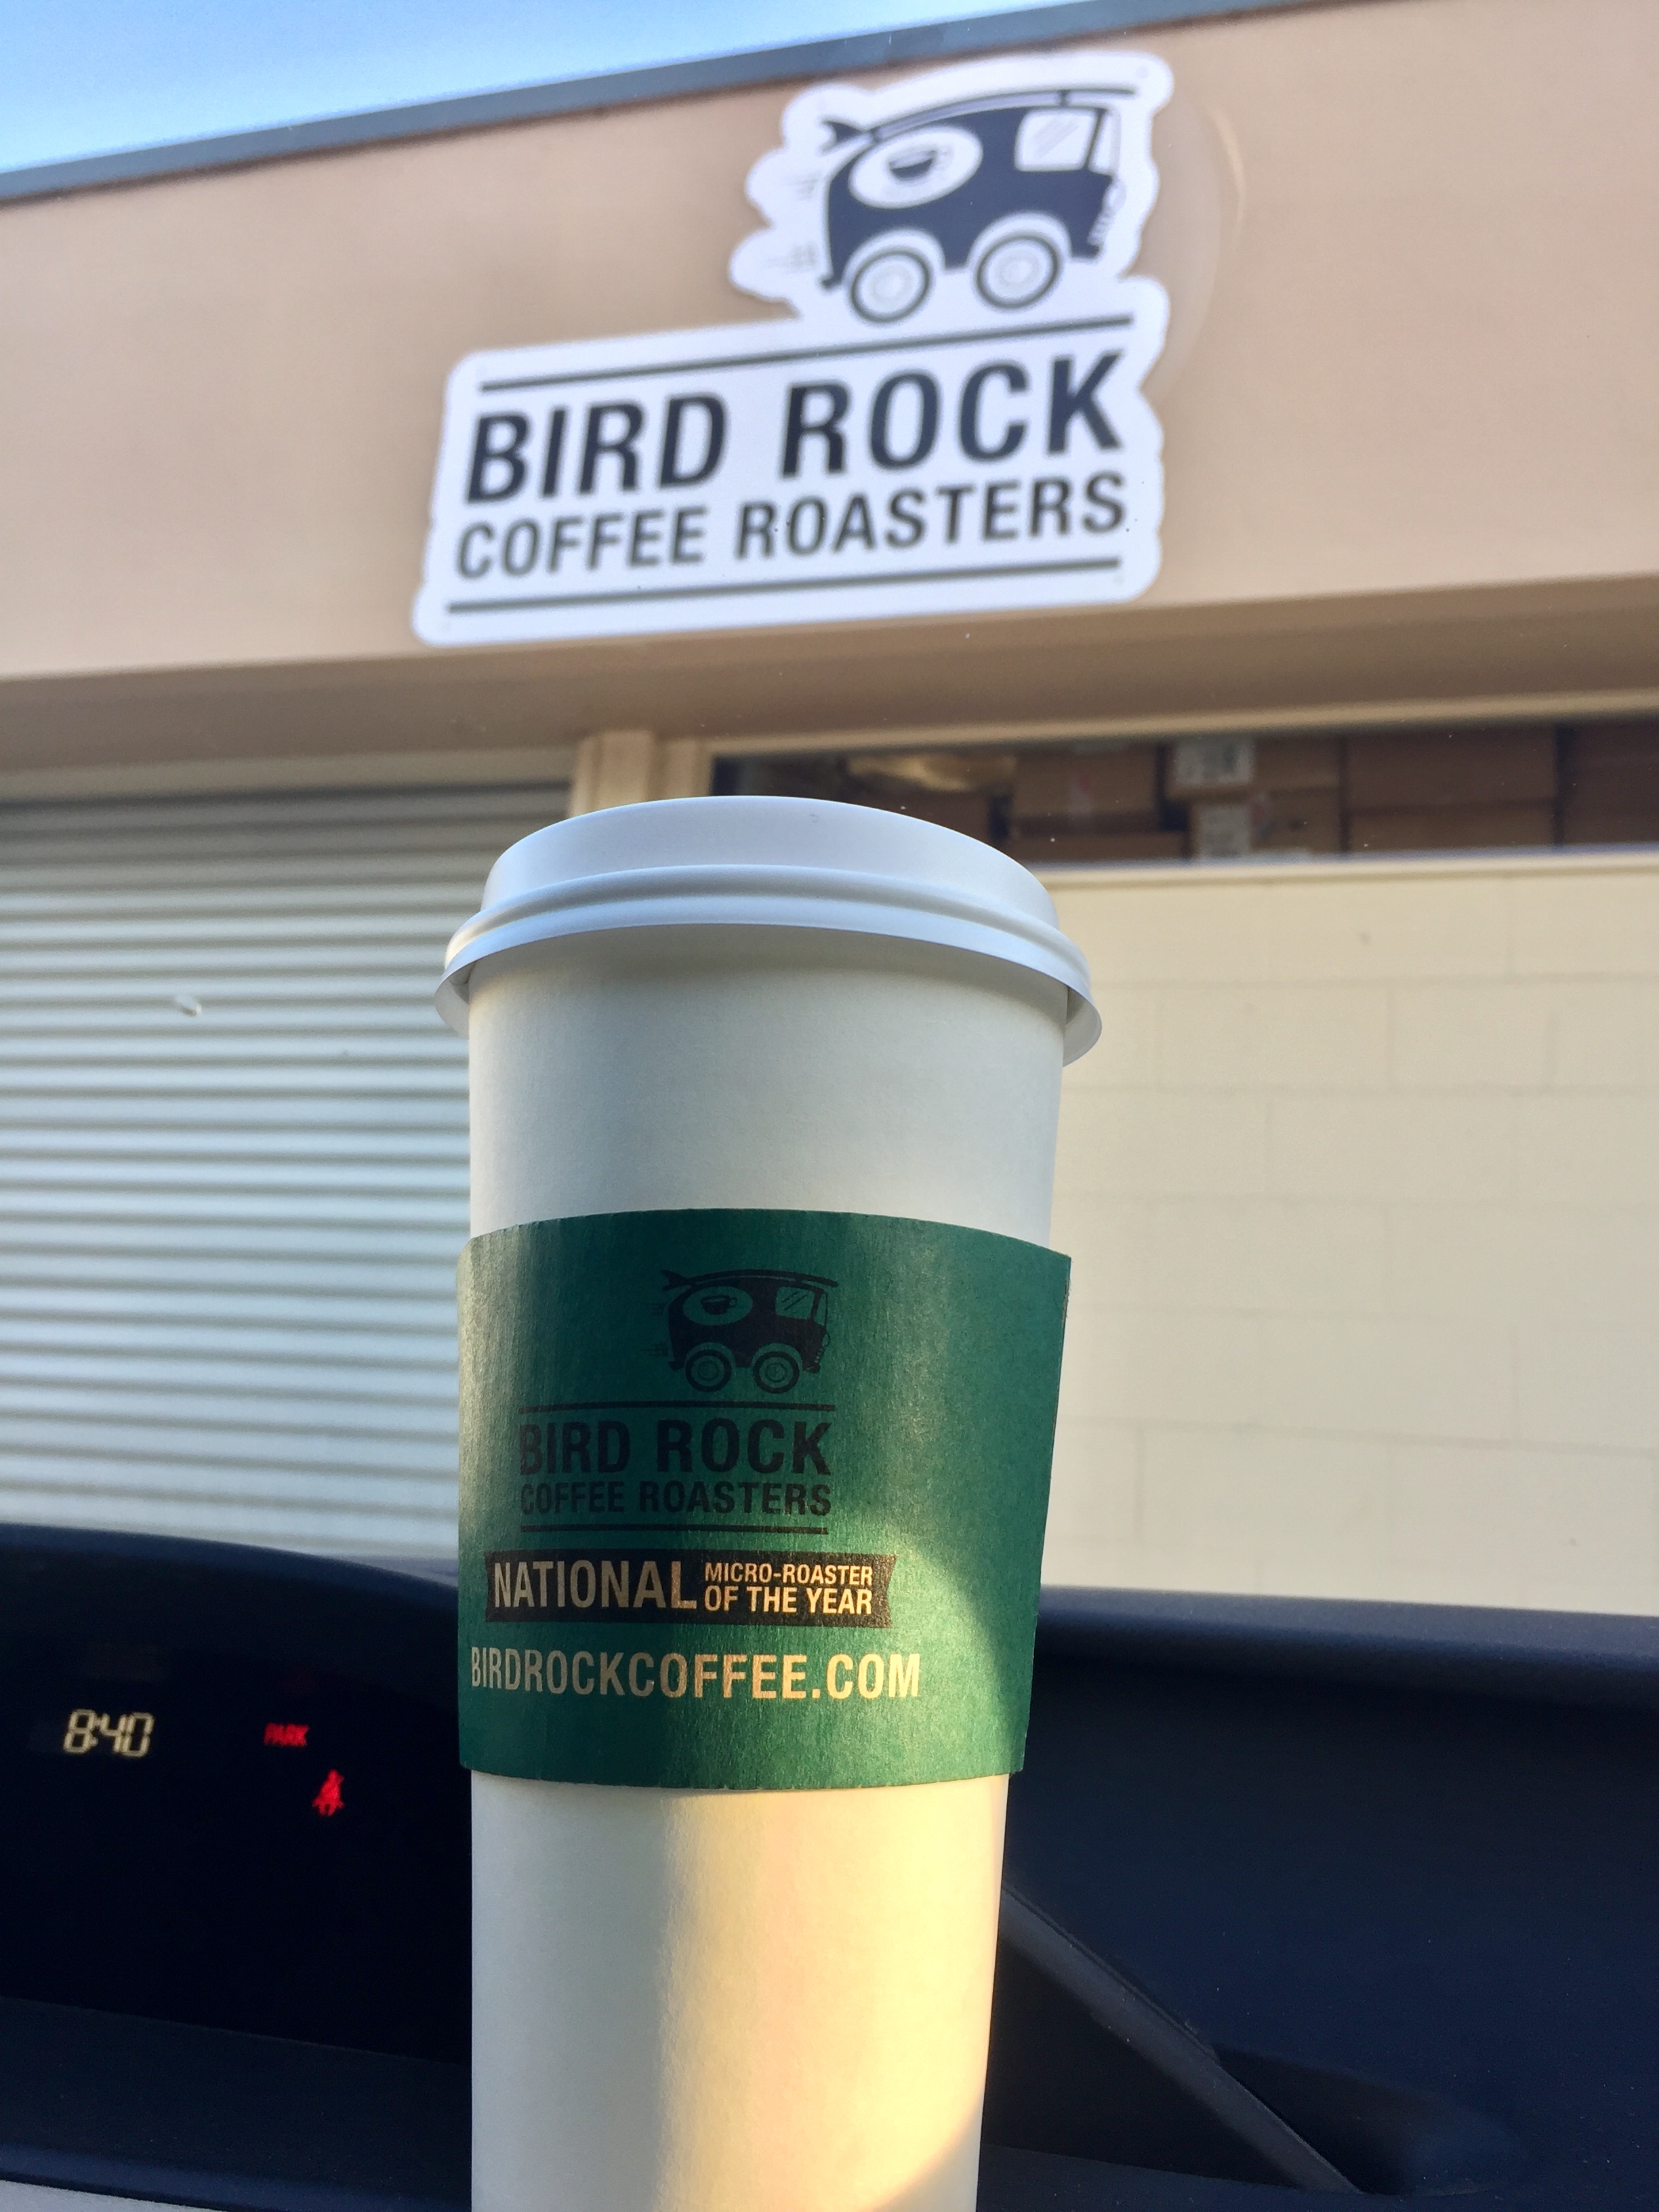 BIRD ROCK
COFFEE ROASTERS
BIRD ROCK
COFFEE ROASTERS
NATIONAL MICRO-ROASTER
OF THE YEAR
BIRDROCKCOFFEE.COM
8:40
PARK